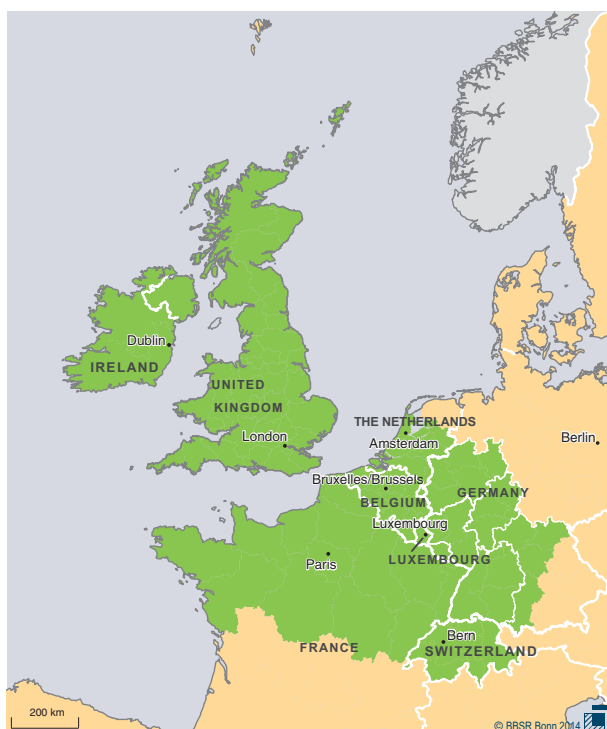 Dublin
IRELAND
UNITED
KINGDOM
London
THE NETHERLANDS
Amsterdam
Berlin
Bruxelles/Brussels
BELGIUM
GERMANY
Luxembourg
LUXEMBOURG
Paris
FRANCE
Bern
SWITZERLAND
200 km
© BBSR Bonn 2014